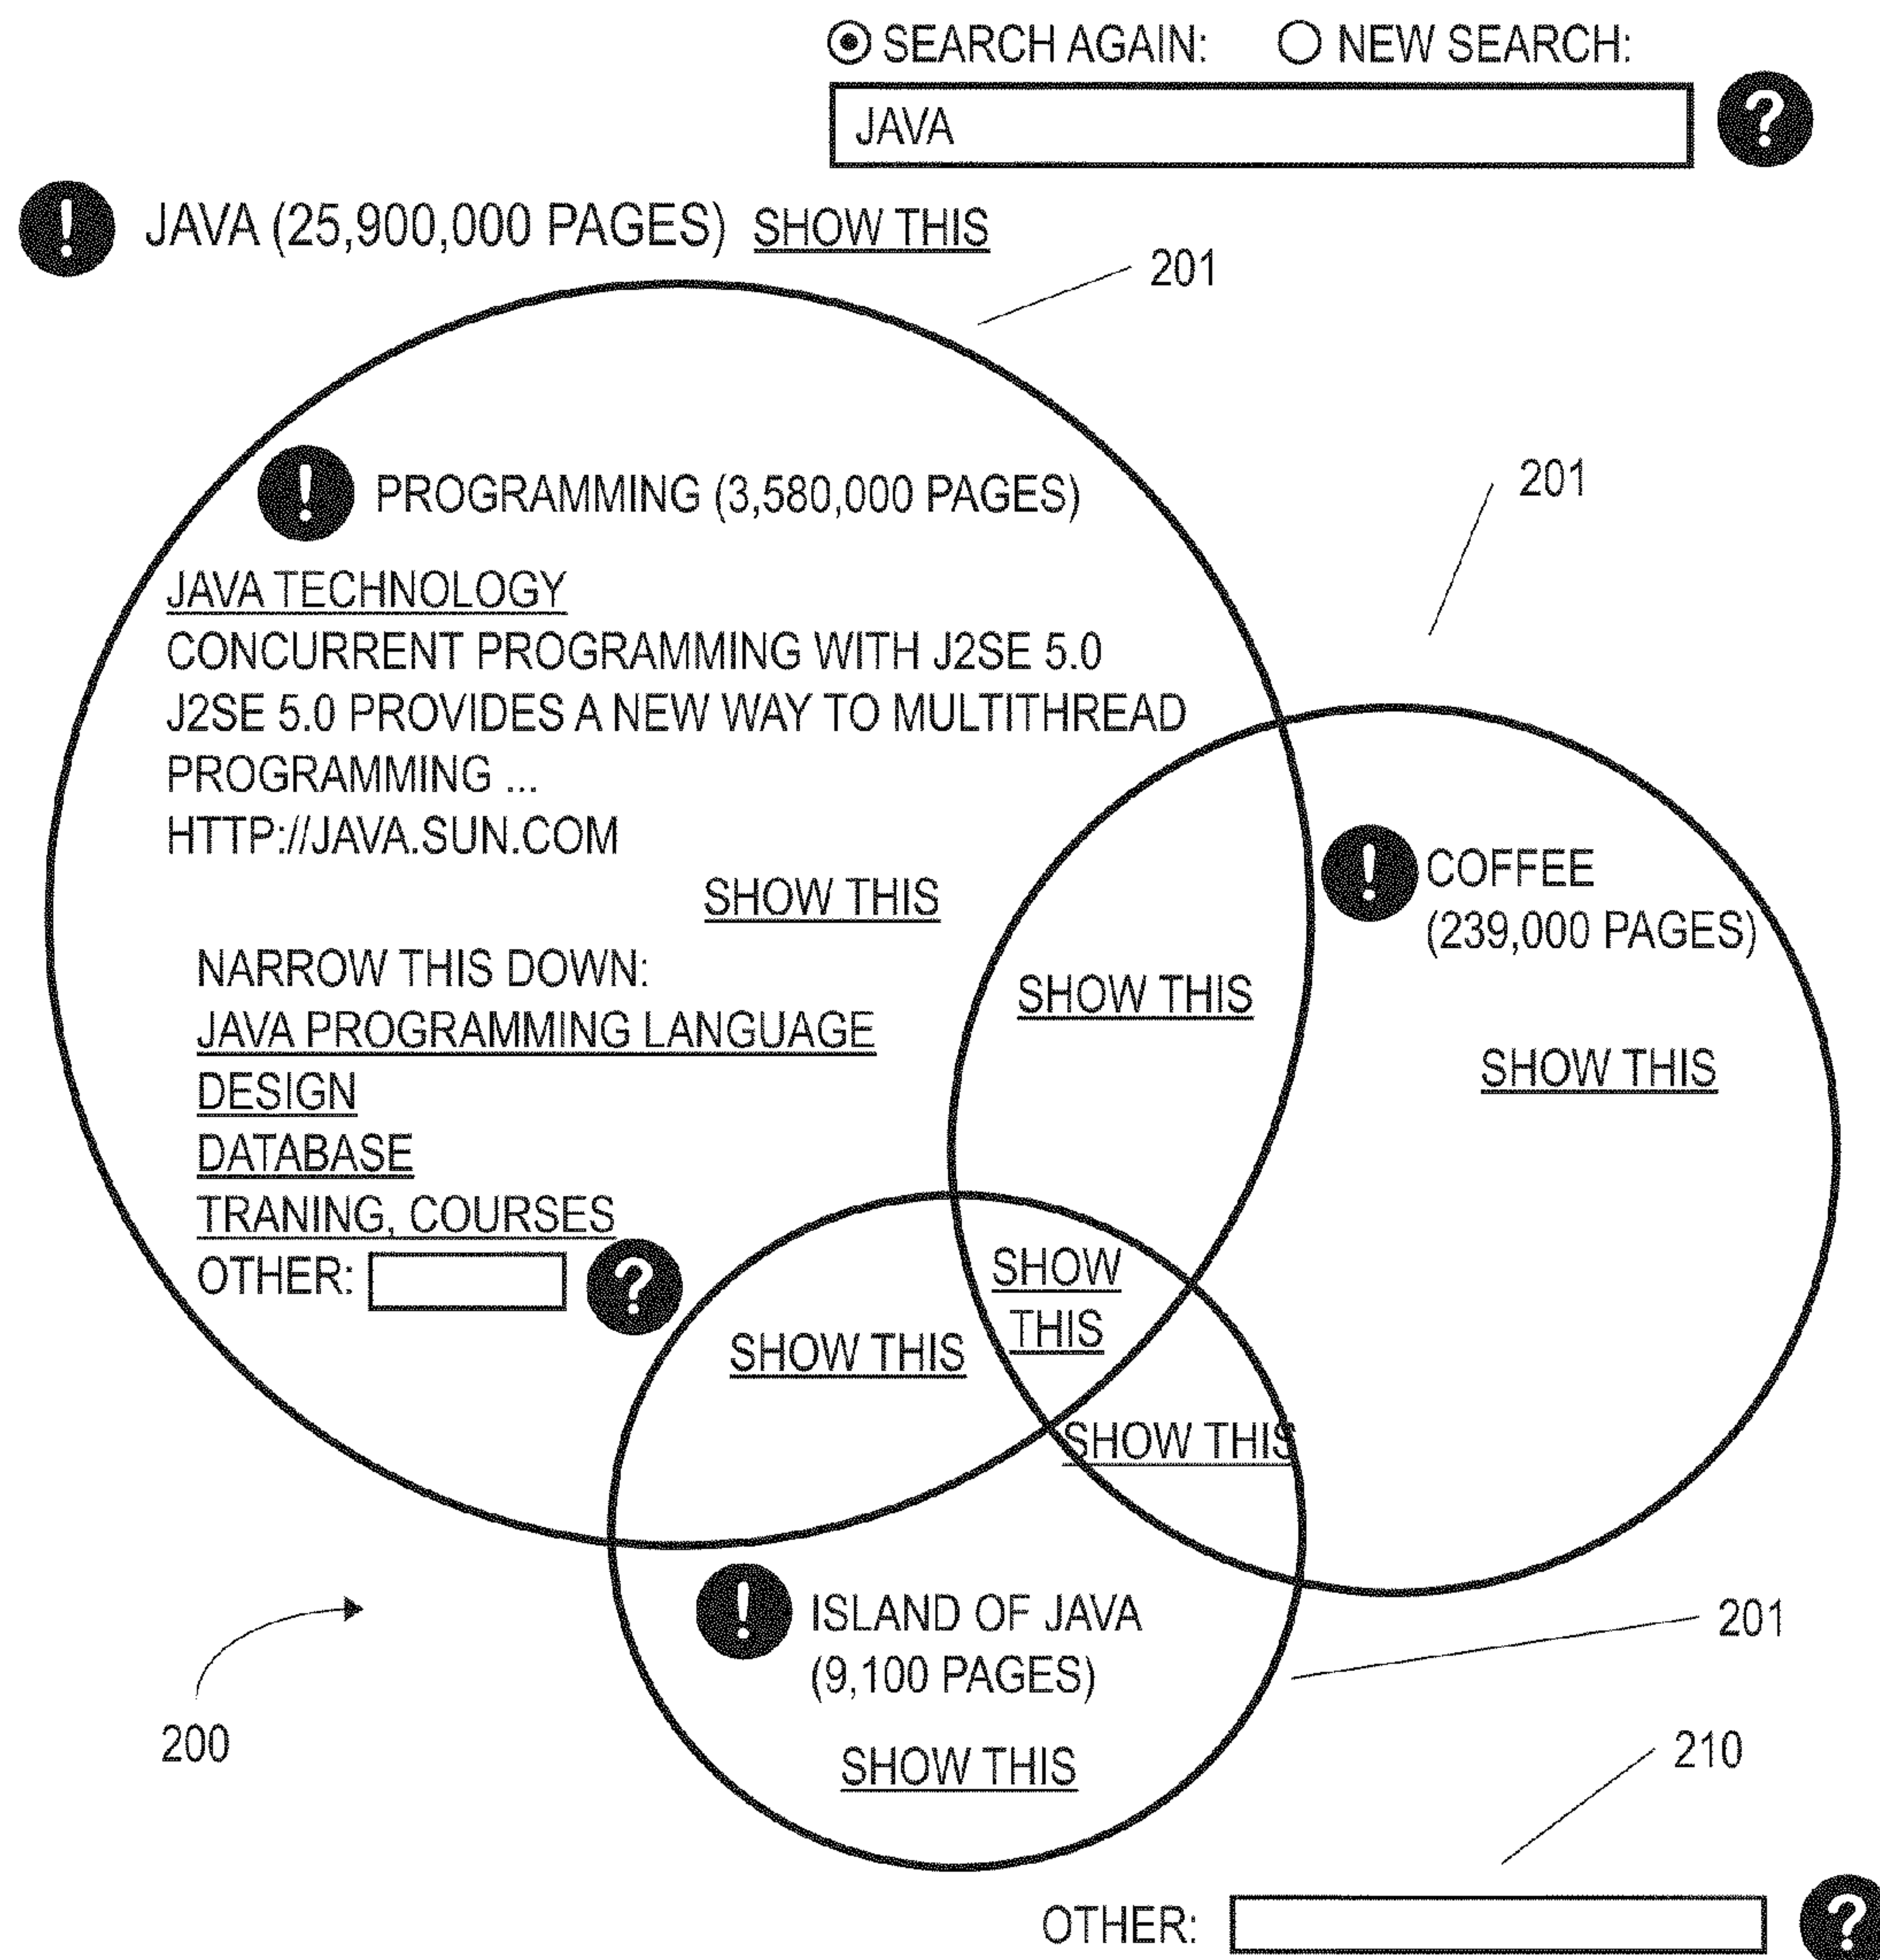 SEARCH AGAIN: NEW SEARCH:
JAVA
?
! JAVA (25,900,000 PAGES) SHOW THIS
201
! PROGRAMMING (3,580,000 PAGES)
201
JAVA TECHNOLOGY
CONCURRENT PROGRAMMING WITH J2SE 5.0
J2SE 5.0 PROVIDES A NEW WAY TO MULTITHREAD
PROGRAMMING ...
HTTP://JAVA.SUN.COM
SHOW THIS
! COFFEE
(239,000 PAGES)
SHOW THIS
SHOW THIS
NARROW THIS DOWN:
JAVA PROGRAMMING LANGUAGE
DESIGN
DATABASE
TRANING, COURSES
OTHER: ?
SHOW THIS
SHOW
THIS
SHOW THIS
! ISLAND OF JAVA
(9,100 PAGES)
SHOW THIS
201
200
210
OTHER: ?